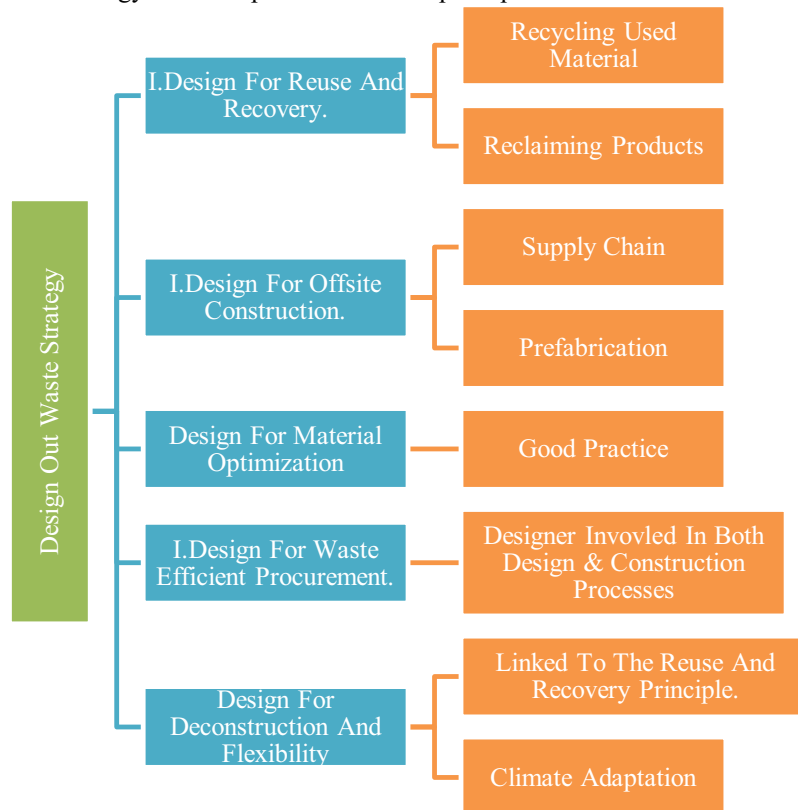 Design Out Waste Strategy
I.Design For Reuse And
Recovery.
Recycling Used
Material
Reclaiming Products
I.Design For Offsite
Construction.
Supply Chain
Prefabrication
Design For Material
Optimization
Good Practice
I.Design For Waste
Efficient Procurement.
Designer Invovled In Both
Design & Construction
Processes
Design For
Deconstruction And
Flexibility
Linked To The Reuse And
Recovery Principle.
Climate Adaptation